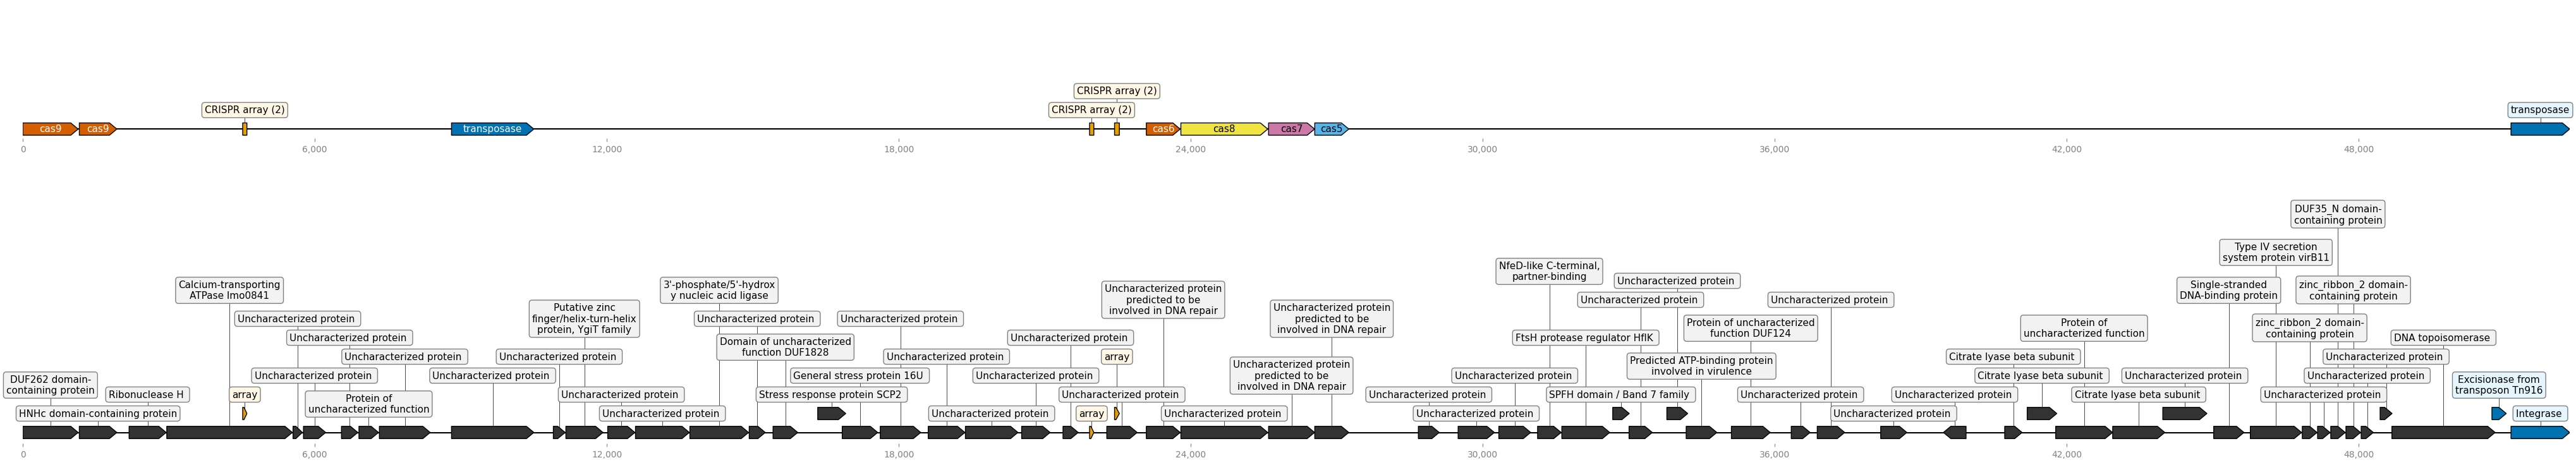 CRISPR array (2)
CRISPR array (2)
CRISPR array (2)
transposase
cas9
cas9
transposase
cas6
cas8
cas7
cas5
0
6,000
12,000
18,000
24,000
30,000
36,000
42,000
48,000
DUF35_N domain-
containing protein
Type IV secretion
system protein virB11
NfeD-like C-terminal,
partner-binding
Uncharacterized protein
Calcium-transporting
ATPase lmo0841
3'-phosphate/5'-hydrox
y nucleic acid ligase
Uncharacterized protein
predicted to be
involved in DNA repair
Uncharacterized protein
Uncharacterized protein
Single-stranded
DNA-binding protein
zinc_ribbon_2 domain-
containing protein
Uncharacterized protein
Putative zinc
finger/helix-turn-helix
protein, YgiT family
Uncharacterized protein
Uncharacterized protein
Uncharacterized protein
predicted to be
involved in DNA repair
Protein of uncharacterized
function DUF124
Protein of
uncharacterized function
zinc_ribbon_2 domain-
containing protein
Uncharacterized protein
Domain of uncharacterized
function DUF1828
Uncharacterized protein
FtsH protease regulator HflK
DNA topoisomerase
Uncharacterized protein
Uncharacterized protein
Uncharacterized protein
array
Predicted ATP-binding protein
involved in virulence
Citrate lyase beta subunit
Uncharacterized protein
DUF262 domain-
containing protein
Uncharacterized protein
Uncharacterized protein
General stress protein 16U
Uncharacterized protein
Uncharacterized protein
predicted to be
involved in DNA repair
Uncharacterized protein
Citrate lyase beta subunit
Uncharacterized protein
Uncharacterized protein
Excisionase from
transposon Tn916
Ribonuclease H
array
Protein of
uncharacterized function
Uncharacterized protein
Stress response protein SCP2
Uncharacterized protein
Uncharacterized protein
SPFH domain / Band 7 family
Uncharacterized protein
Uncharacterized protein
Citrate lyase beta subunit
Uncharacterized protein
HNHc domain-containing protein
Uncharacterized protein
Uncharacterized protein
array
Uncharacterized protein
Uncharacterized protein
Uncharacterized protein
Integrase
0
6,000
12,000
18,000
24,000
30,000
36,000
42,000
48,000